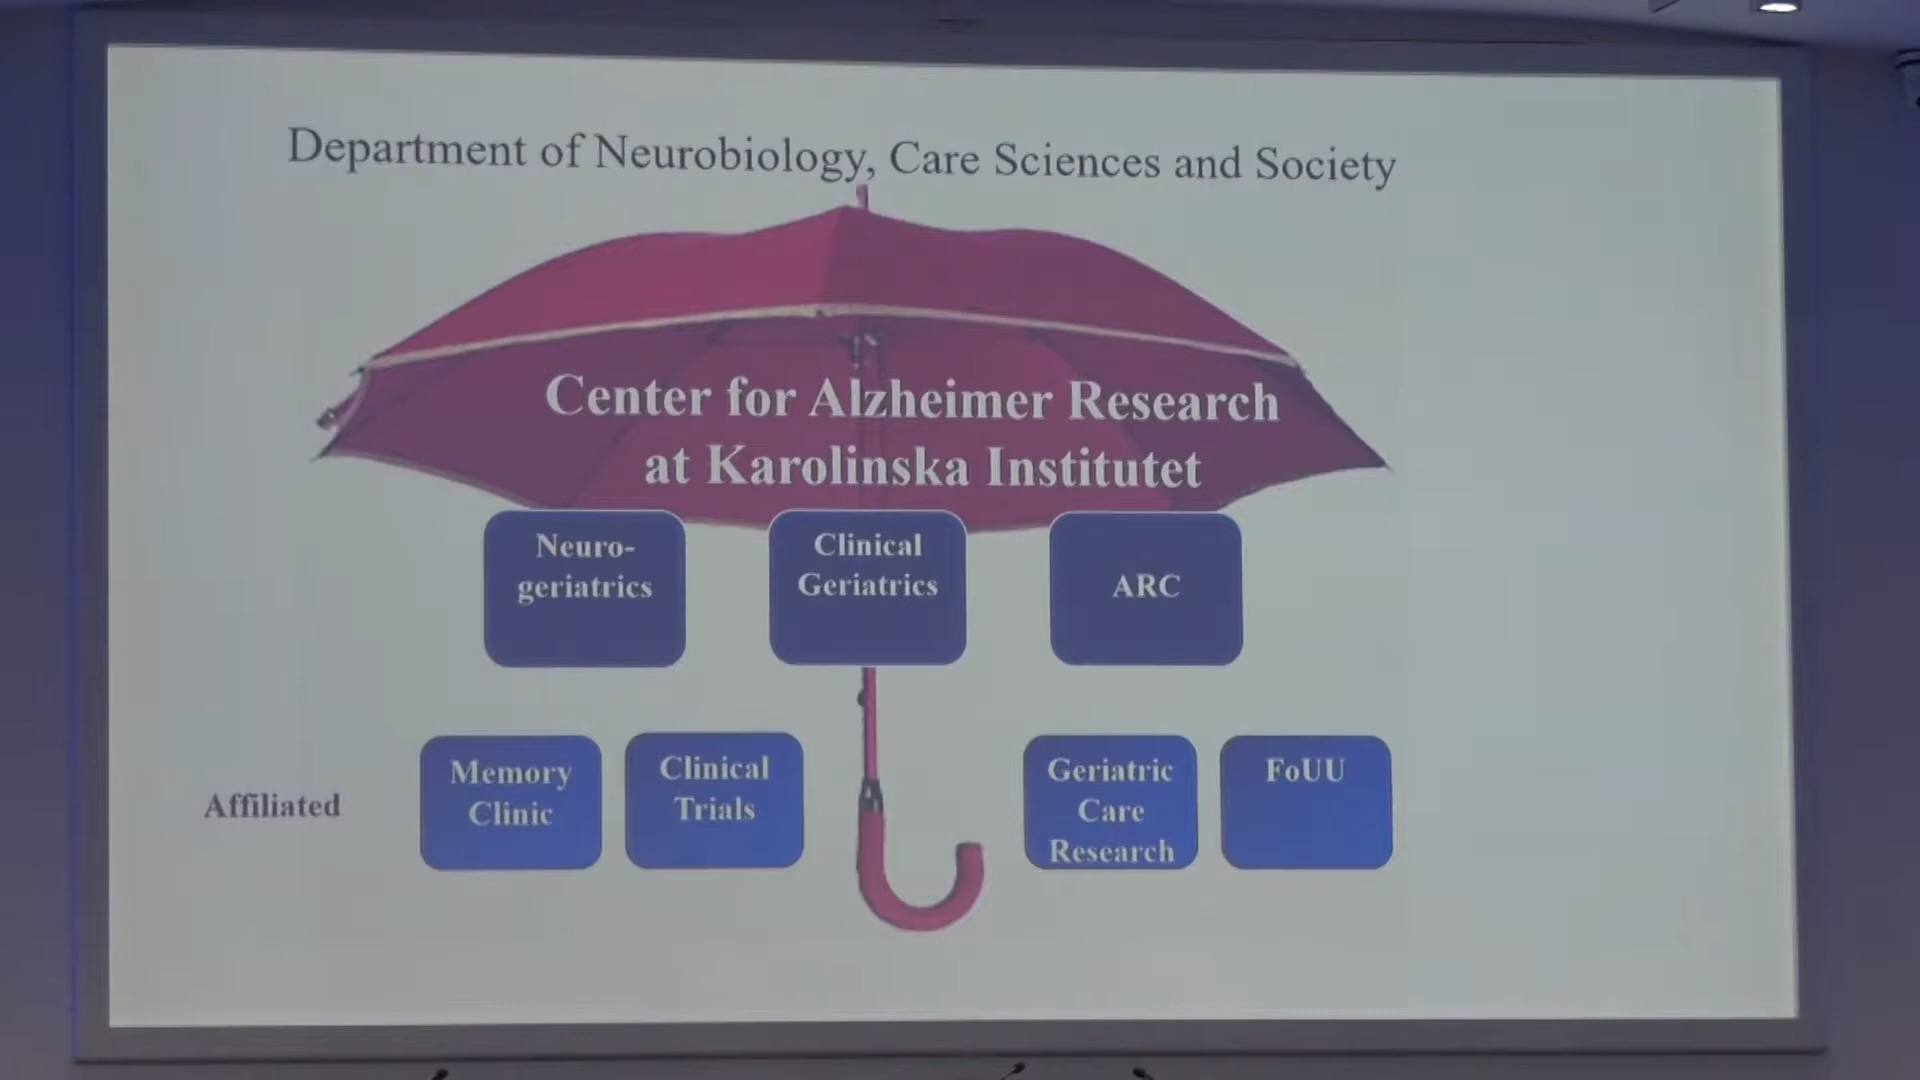 Department of Neurobiology, Care Sciences and Society
Center for Alzheimer Research
at Karolinska Institutet
Neuro-
geriatrics
Clinical
Geriatrics
ARC
Affiliated
Memory
Clinic
Clinical
Trials
Geriatric
Care
Research
FoUU